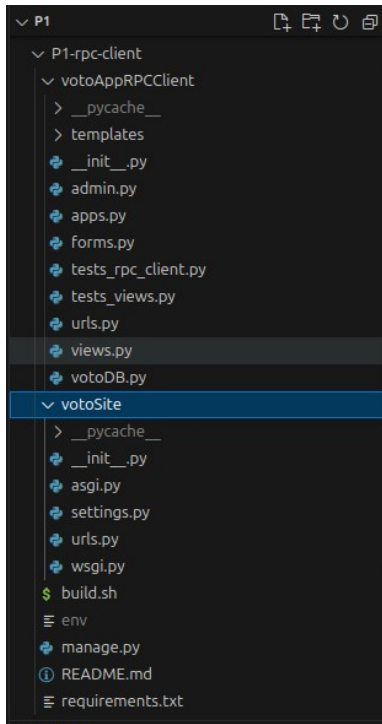 P1
P1-rpc-client
votoAppRPCClient
__pycache__
templates
__init__.py
admin.py
apps.py
forms.py
tests_rpc_client.py
tests_views.py
urls.py
views.py
votoDB.py
votoSite
__pycache__
__init__.py
asgi.py
settings.py
urls.py
wsgi.py
$ build.sh
env
manage.py
README.md
requirements.txt